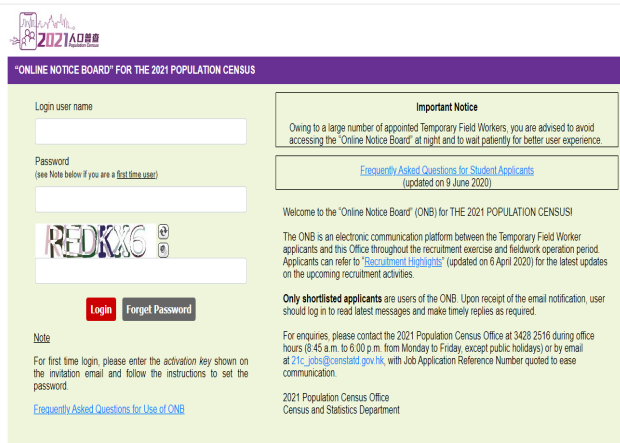 2021人口普查
Population Census
"ONLINE NOTICE BOARD" FOR THE 2021 POPULATION CENSUS
Login user name
Password
(see Note below if you are a first time user)
REDKX6
Login Forget Password
Note
For first time login, please enter the activation key shown on
the invitation email and follow the instructions to set the
password.
Frequently Asked Questions for Use of ONB
Important Notice
Owing to a large number of appointed Temporary Field Workers, you are advised to avoid
accessing the "Online Notice Board" at night and to wait patiently for better user experience.
Frequently Asked Questions for Student Applicants
(updated on 9 June 2020)
Welcome to the "Online Notice Board" (ONB) for THE 2021 POPULATION CENSUS!
The ONB is an electronic communication platform between the Temporary Field Worker
applicants and this Office throughout the recruitment exercise and fieldwork operation period.
Applicants can refer to "Recruitment Highlights" (updated on 6 April 2020) for the latest updates
on the upcoming recruitment activities.
Only shortlisted applicants are users of the ONB. Upon receipt of the email notification, user
should log in to read latest messages and make timely replies as required.
For enquiries, please contact the 2021 Population Census Office at 3428 2516 during office
hours (8:45 a.m. to 6:00 p.m. from Monday to Friday, except public holidays) or by email
at 21c_jobs@censtatd.gov.hk, with Job Application Reference Number quoted to ease
communication.
2021 Population Census Office
Census and Statistics Department